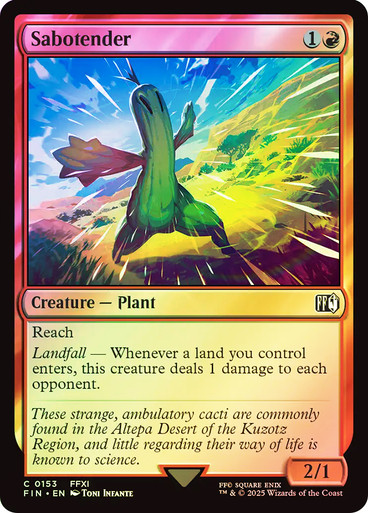 Sabotender 1
Creature — Plant
Reach
Landfall — Whenever a land you control
enters, this creature deals 1 damage to each
opponent.
These strange, ambulatory cacti are commonly
found in the Altepa Desert of the Kuzotz
Region, and little regarding their way of life is
known to science.
2/1
C 0153 FFXI
FIN • EN Toni Infante
FF© SQUARE ENIX
™ & © 2025 Wizards of the Coast